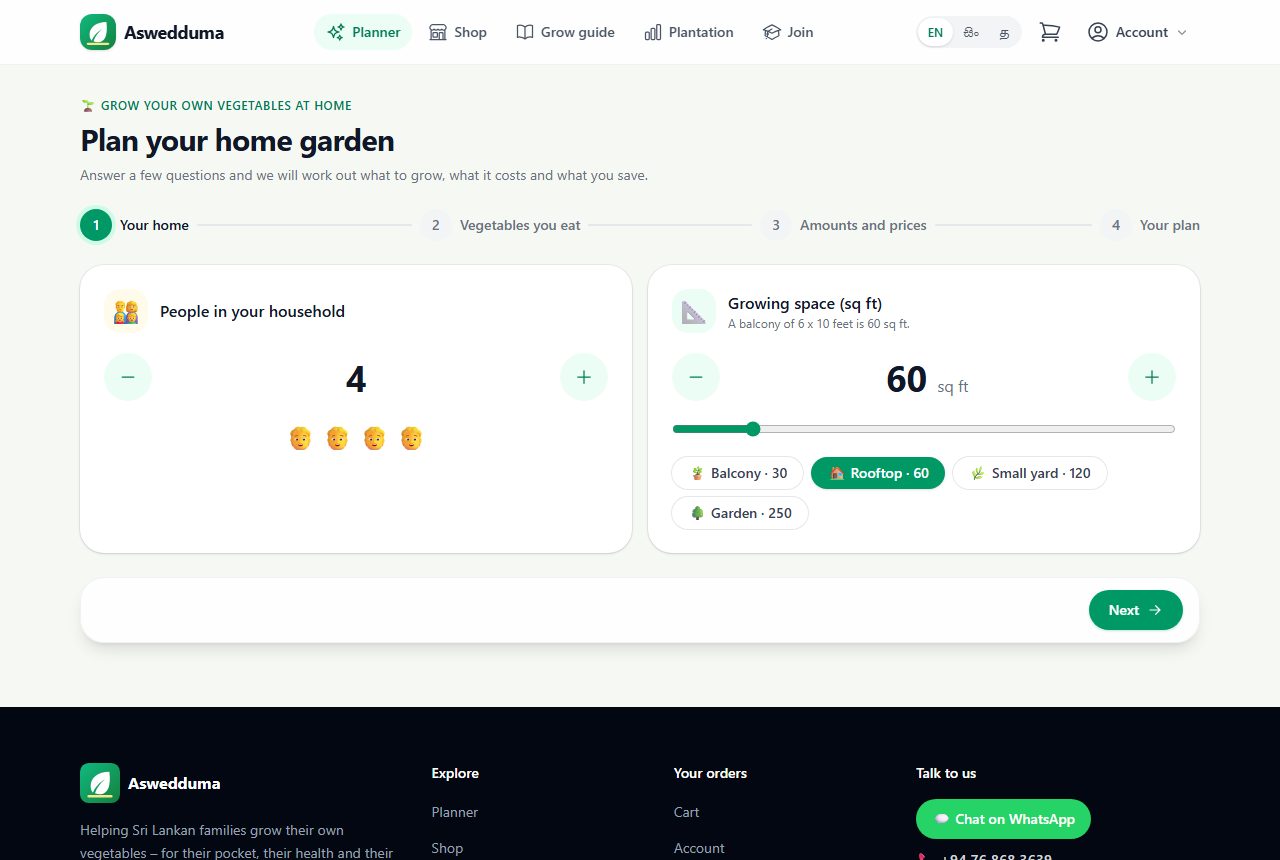 Aswedduma
Planner
Shop
Grow guide
Plantation
Join
EN
සිං
த
Account
GROW YOUR OWN VEGETABLES AT HOME
Plan your home garden
Answer a few questions and we will work out what to grow, what it costs and what you save.
1 Your home
2 Vegetables you eat
3 Amounts and prices
4 Your plan
People in your household
− 4 +
Growing space (sq ft)
A balcony of 6 x 10 feet is 60 sq ft.
− 60 sq ft +
Balcony · 30
Rooftop · 60
Small yard · 120
Garden · 250
Next →
Aswedduma
Helping Sri Lankan families grow their own
vegetables – for their pocket, their health and their
Explore
Planner
Shop
Your orders
Cart
Account
Talk to us
Chat on WhatsApp
+94 76 868 3639